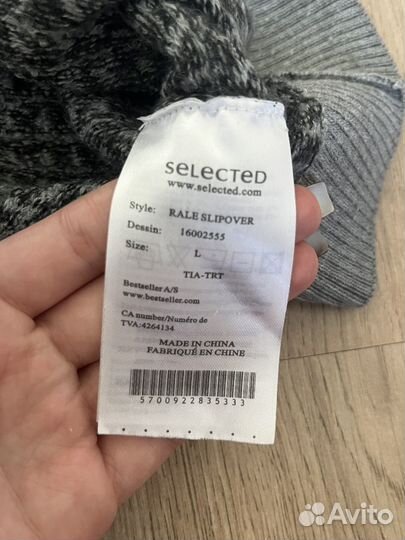 SELECTED
www.selected.com
Style: RALE SLIPOVER
Dessin: 16002555
Size: L
TIA-TRT
Bestseller A/S
www.bestseller.com
CA number/Numéro de
TVA:4264134
MADE IN CHINA
FABRIQUÉ EN CHINE
5700922835333
Avito